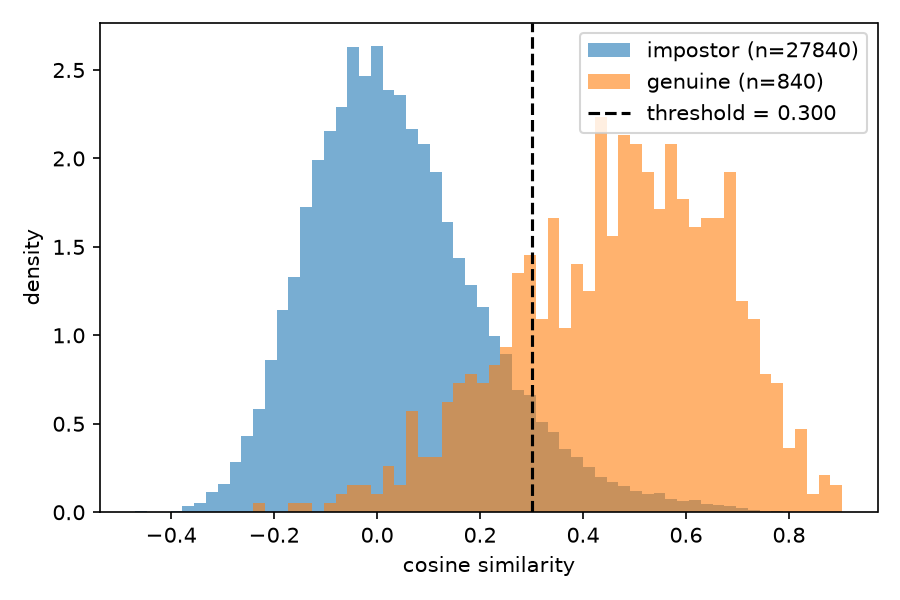 impostor (n=27840)
genuine (n=840)
threshold = 0.300
density
2.5
2.0
1.5
1.0
0.5
0.0
−0.4 −0.2 0.0 0.2 0.4 0.6 0.8
cosine similarity